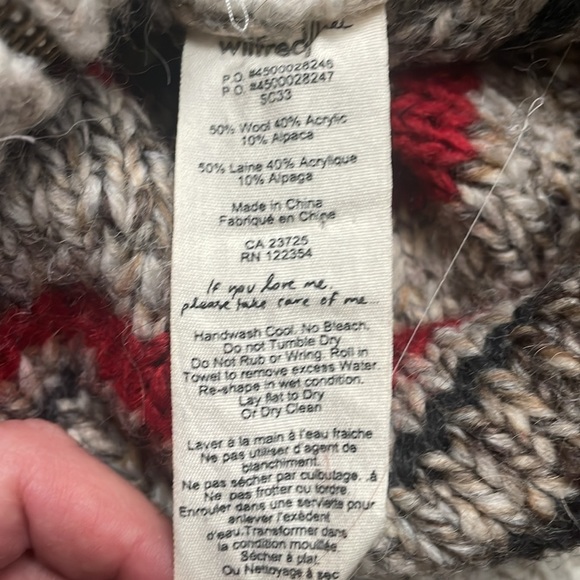 wilfred
P.O. #4500028246
P.O. #4500028247
SC33
50% Wool 40% Acrylic
10% Alpaca
50% Laine 40% Acrylique
10% Alpaga
Made in China
Fabriqué en Chine
CA 23725
RN 122354
If you love me,
please take care of me...
Handwash Cool. No Bleach.
Do not Tumble Dry
Do Not Rub or Wring. Roll in
Towel to remove excess Water.
Re-shape in wet condition.
Lay flat to Dry
Or Dry Clean
Laver à la main à l'eau fraiche
Ne pas utiliser d'agent de
blanchiment.
Ne pas sécher par culbutage. .à
Ne pas frotter ou tordre.
Enrouler dans une serviette pour
enlever l'exédent
d'eau.Transformer dans
la condition mouillée.
Sécher à plat.
Ou Nettoyage à sec